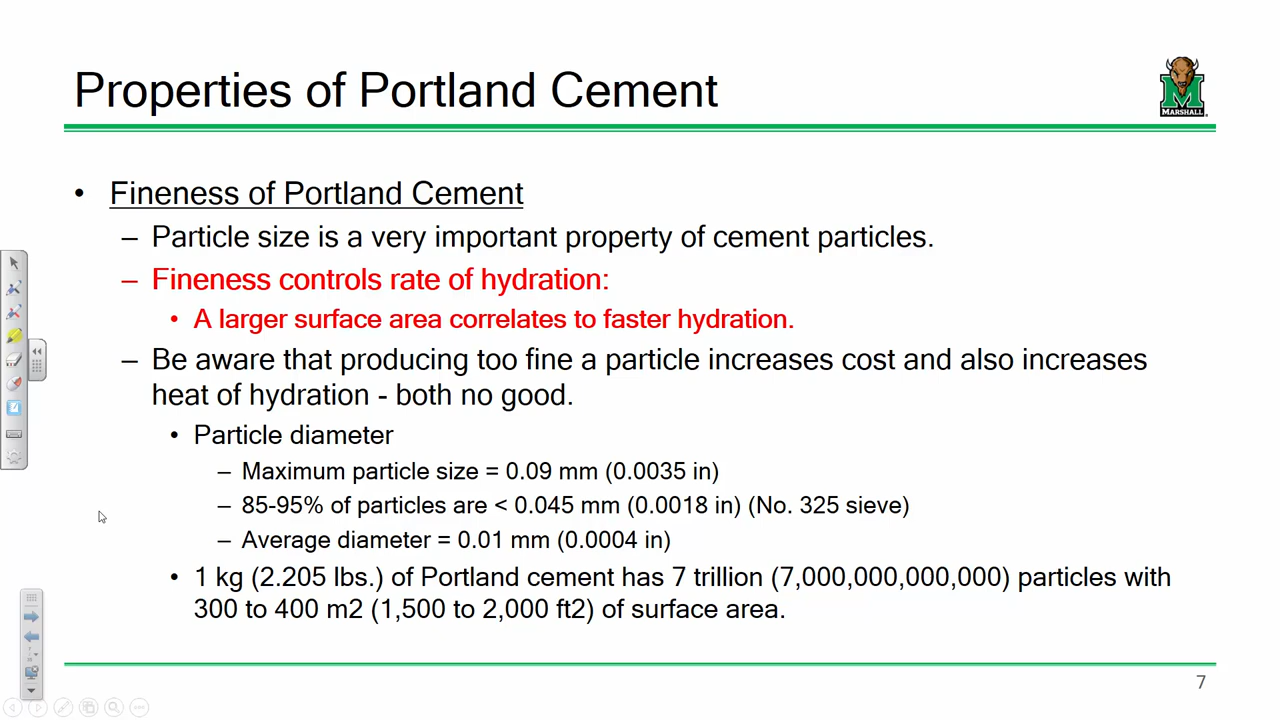 Properties of Portland Cement
MARSHALL
• Fineness of Portland Cement
– Particle size is a very important property of cement particles.
– Fineness controls rate of hydration:
• A larger surface area correlates to faster hydration.
– Be aware that producing too fine a particle increases cost and also increases
heat of hydration - both no good.
• Particle diameter
– Maximum particle size = 0.09 mm (0.0035 in)
– 85-95% of particles are < 0.045 mm (0.0018 in) (No. 325 sieve)
– Average diameter = 0.01 mm (0.0004 in)
• 1 kg (2.205 lbs.) of Portland cement has 7 trillion (7,000,000,000,000) particles with
300 to 400 m2 (1,500 to 2,000 ft2) of surface area.
7